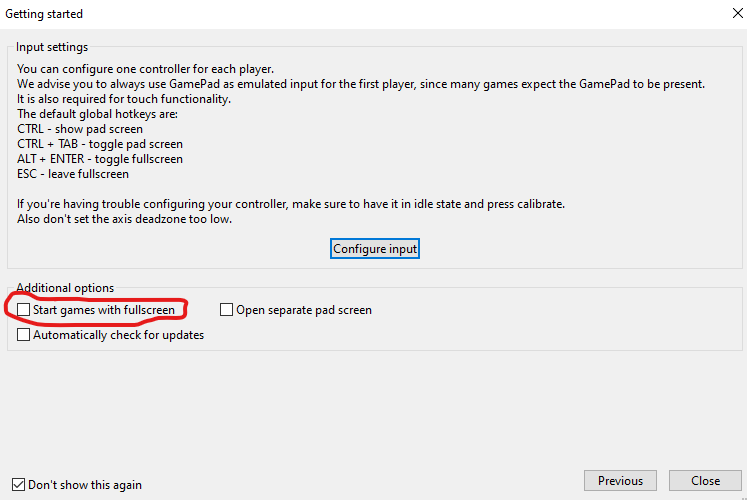 Getting started
Input settings
You can configure one controller for each player.
We advise you to always use GamePad as emulated input for the first player, since many games expect the GamePad to be present.
It is also required for touch functionality.
The default global hotkeys are:
CTRL - show pad screen
CTRL + TAB - toggle pad screen
ALT + ENTER - toggle fullscreen
ESC - leave fullscreen
If you're having trouble configuring your controller, make sure to have it in idle state and press calibrate.
Also don't set the axis deadzone too low.
Configure input
Additional options
Start games with fullscreen
Open separate pad screen
Automatically check for updates
Don't show this again
Previous
Close